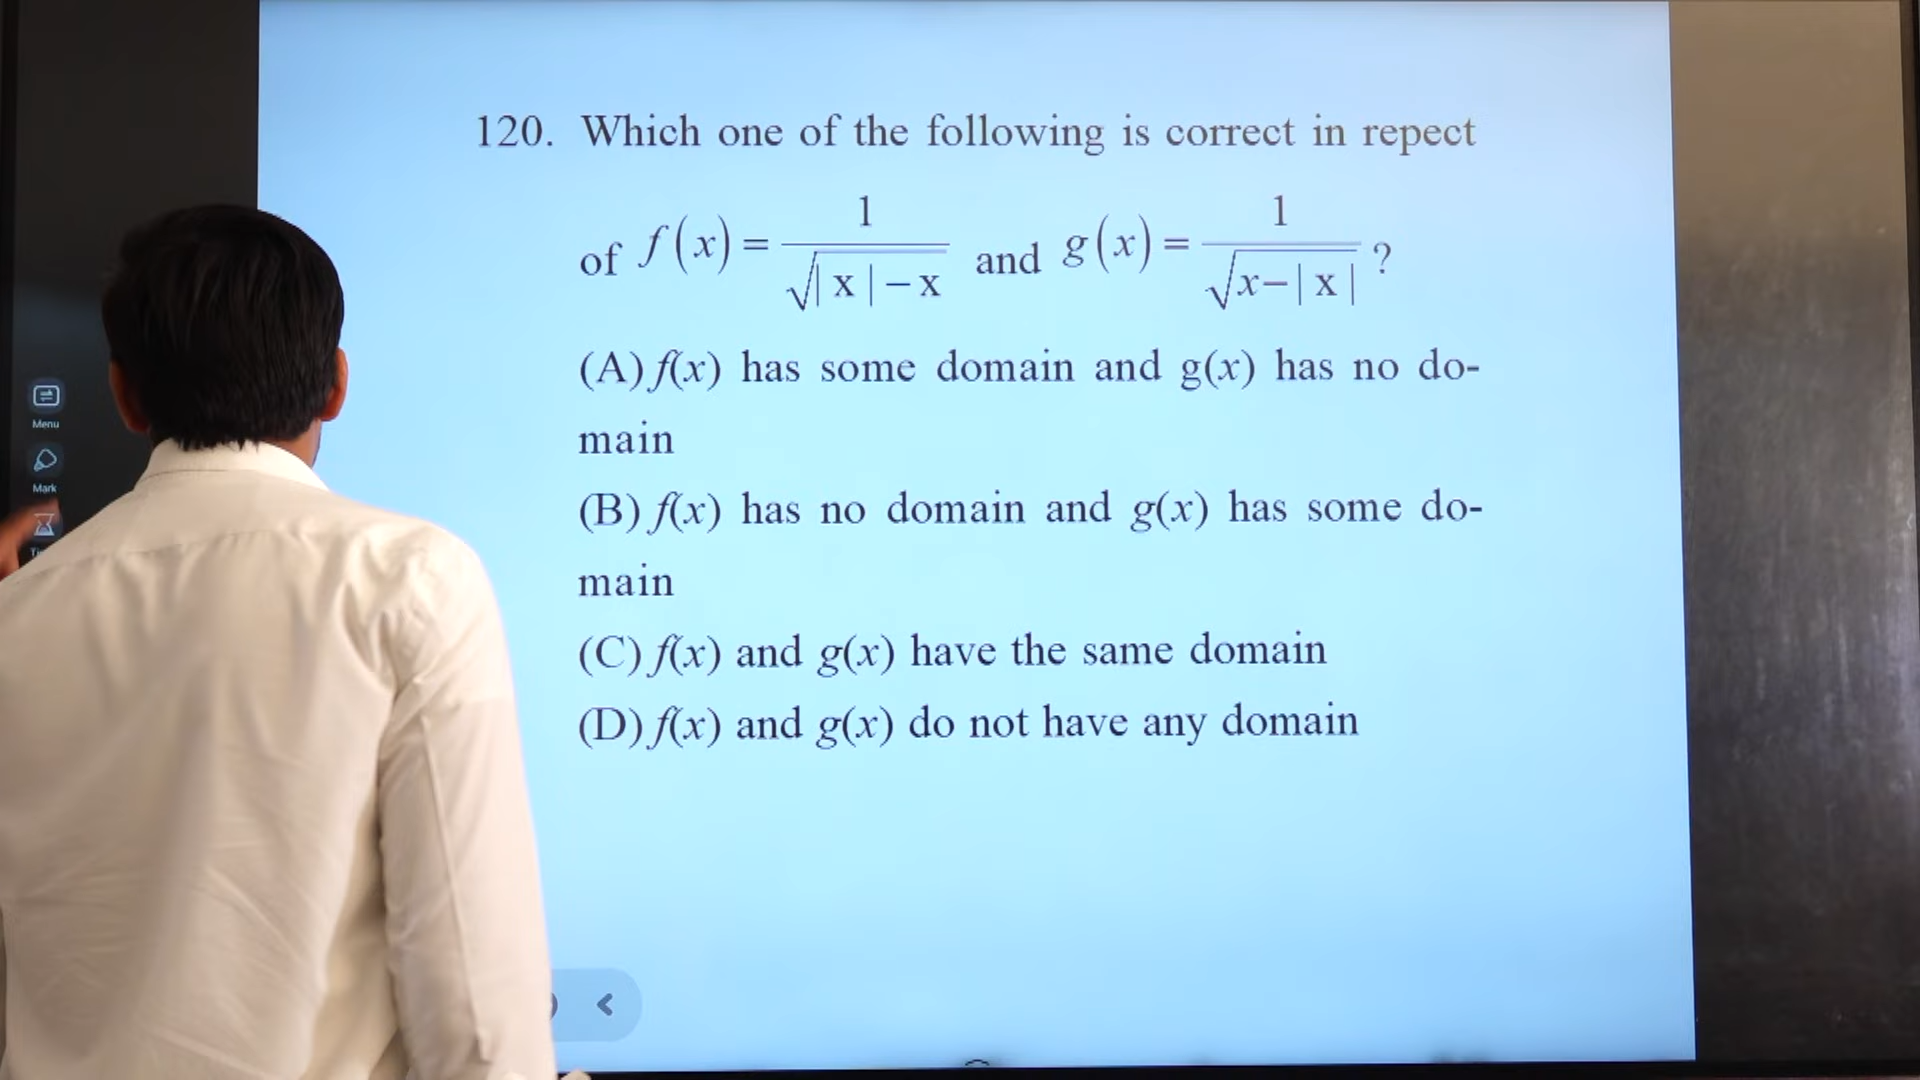 120. Which one of the following is correct in repect
of f(x) = 1/√(| x | – x) and g(x) = 1/√(x – | x |) ?
(A) f(x) has some domain and g(x) has no do-
main
(B) f(x) has no domain and g(x) has some do-
main
(C) f(x) and g(x) have the same domain
(D) f(x) and g(x) do not have any domain
Menu
Mark